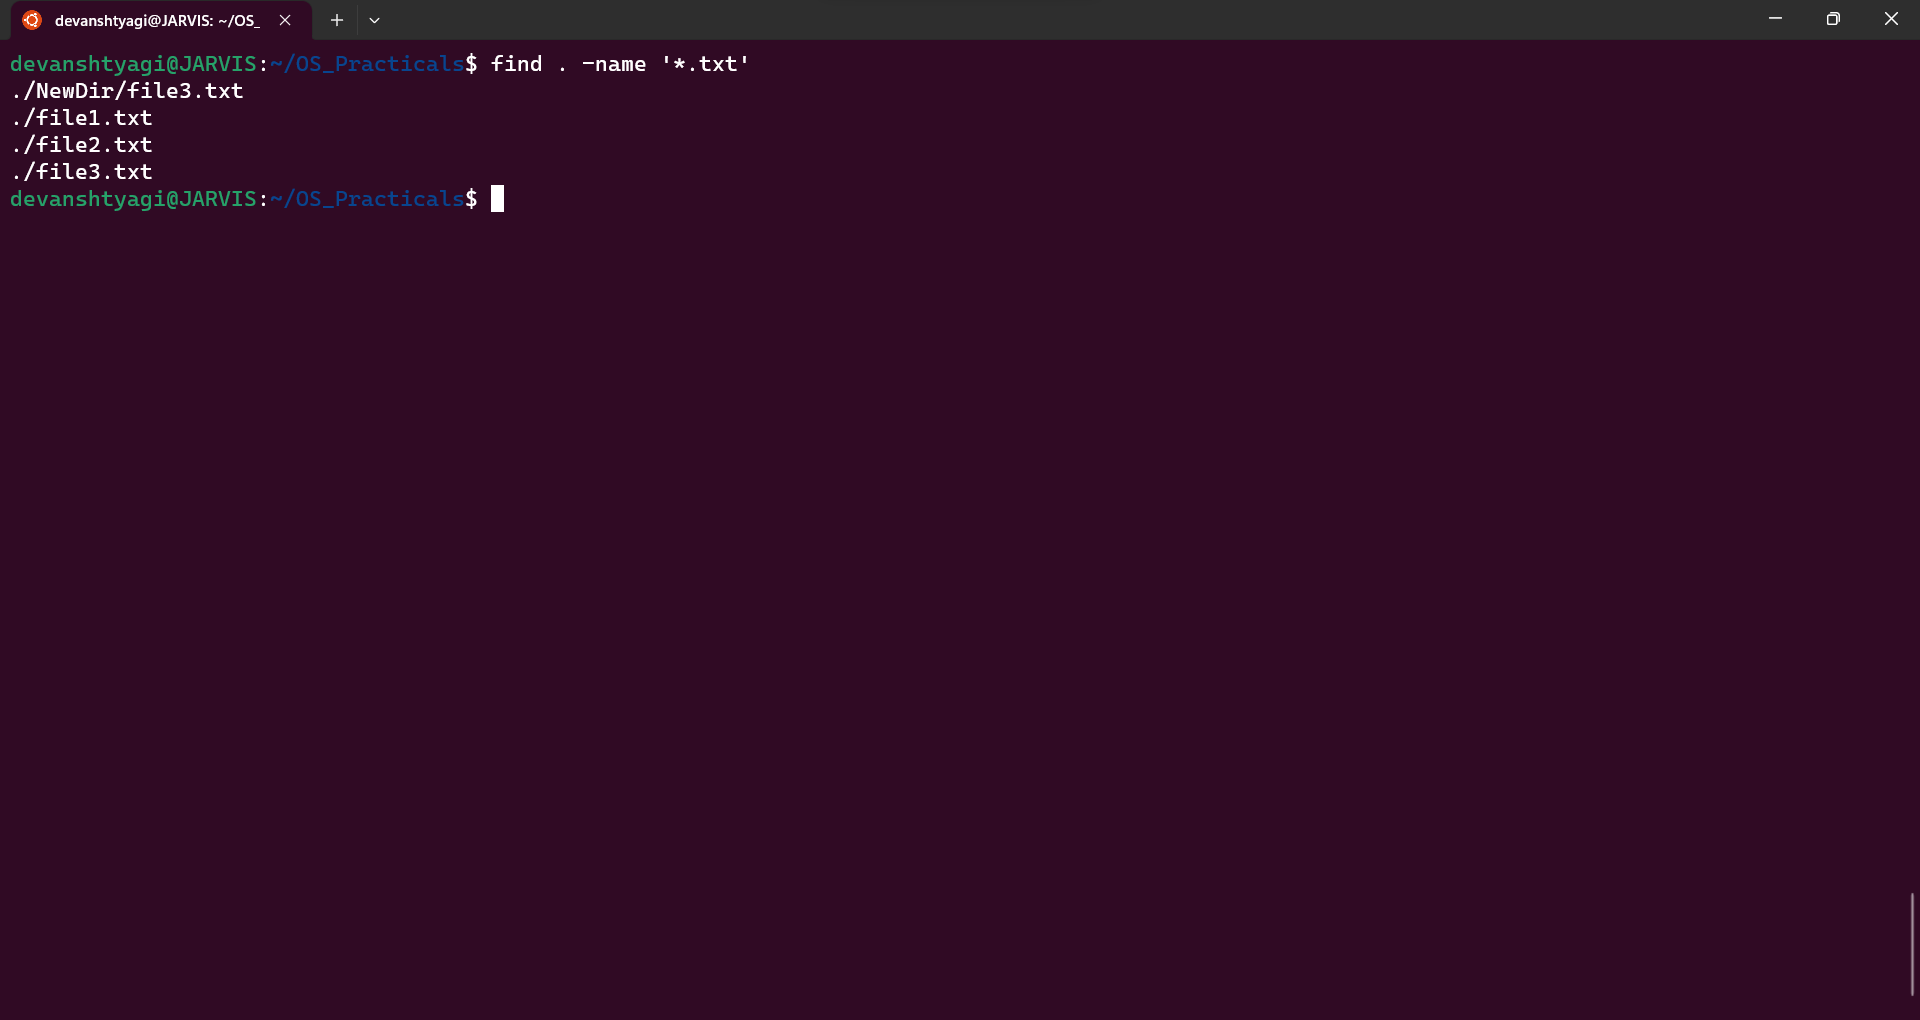 devanshtyagi@JARVIS: ~/OS_
devanshtyagi@JARVIS:~/OS_Practicals$ find . -name '*.txt'
./NewDir/file3.txt
./file1.txt
./file2.txt
./file3.txt
devanshtyagi@JARVIS:~/OS_Practicals$